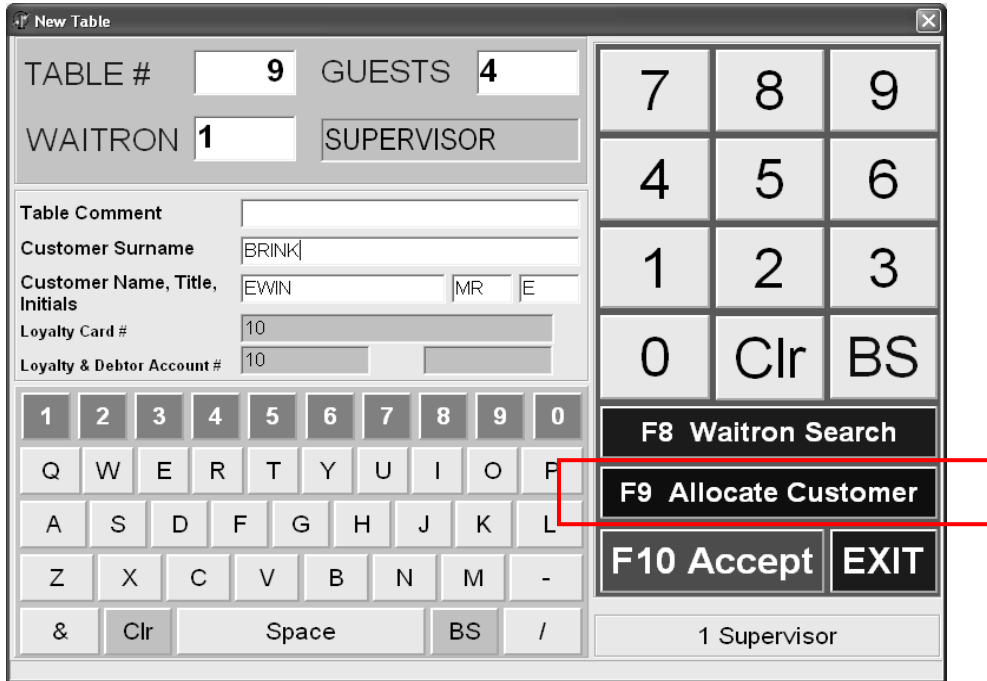 New Table
TABLE # 9 GUESTS 4
WAITRON 1 SUPERVISOR
Table Comment
Customer Surname BRINK
Customer Name, Title, EWIN MR E
Initials
Loyalty Card # 10
Loyalty & Debtor Account # 10
1 2 3 4 5 6 7 8 9 0
Q W E R T Y U I O P
A S D F G H J K L
Z X C V B N M -
& Clr Space BS /
7 8 9
4 5 6
1 2 3
0 Clr BS
F8 Waitron Search
F9 Allocate Customer
F10 Accept EXIT
1 Supervisor